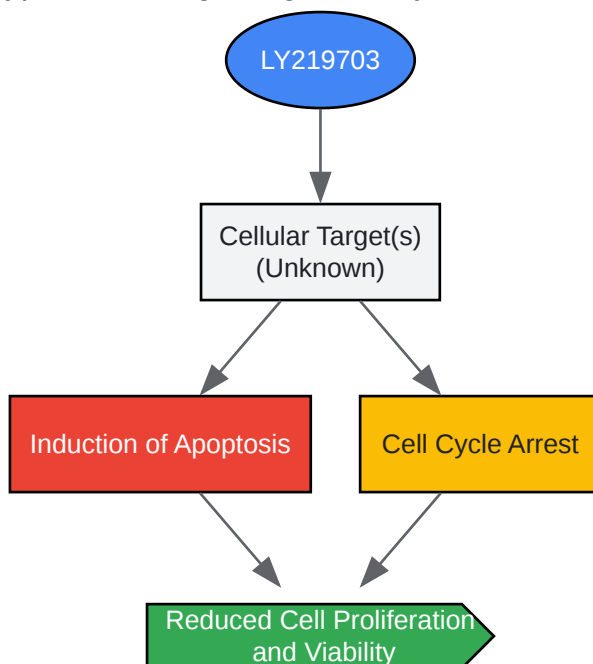 LY219703
Cellular Target(s)
(Unknown)
Induction of Apoptosis
Cell Cycle Arrest
Reduced Cell Proliferation
and Viability